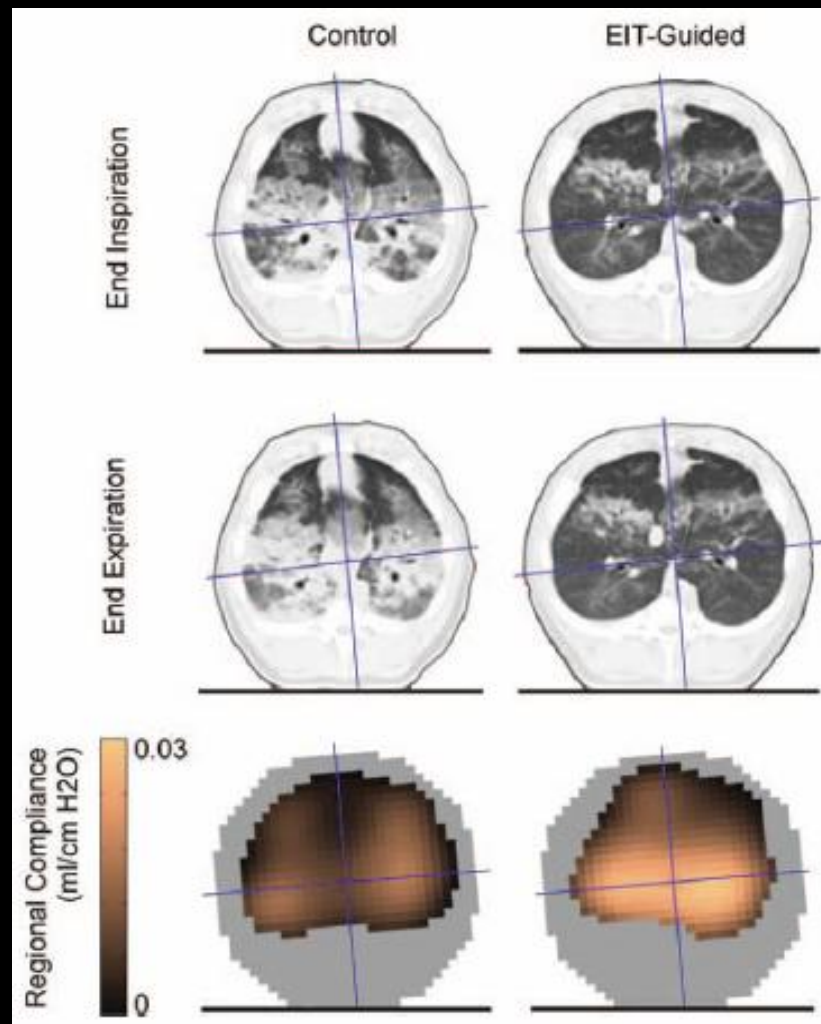 Control
EIT-Guided
End Inspiration
End Expiration
Regional Compliance
(ml/cm H2O)
0.03
0